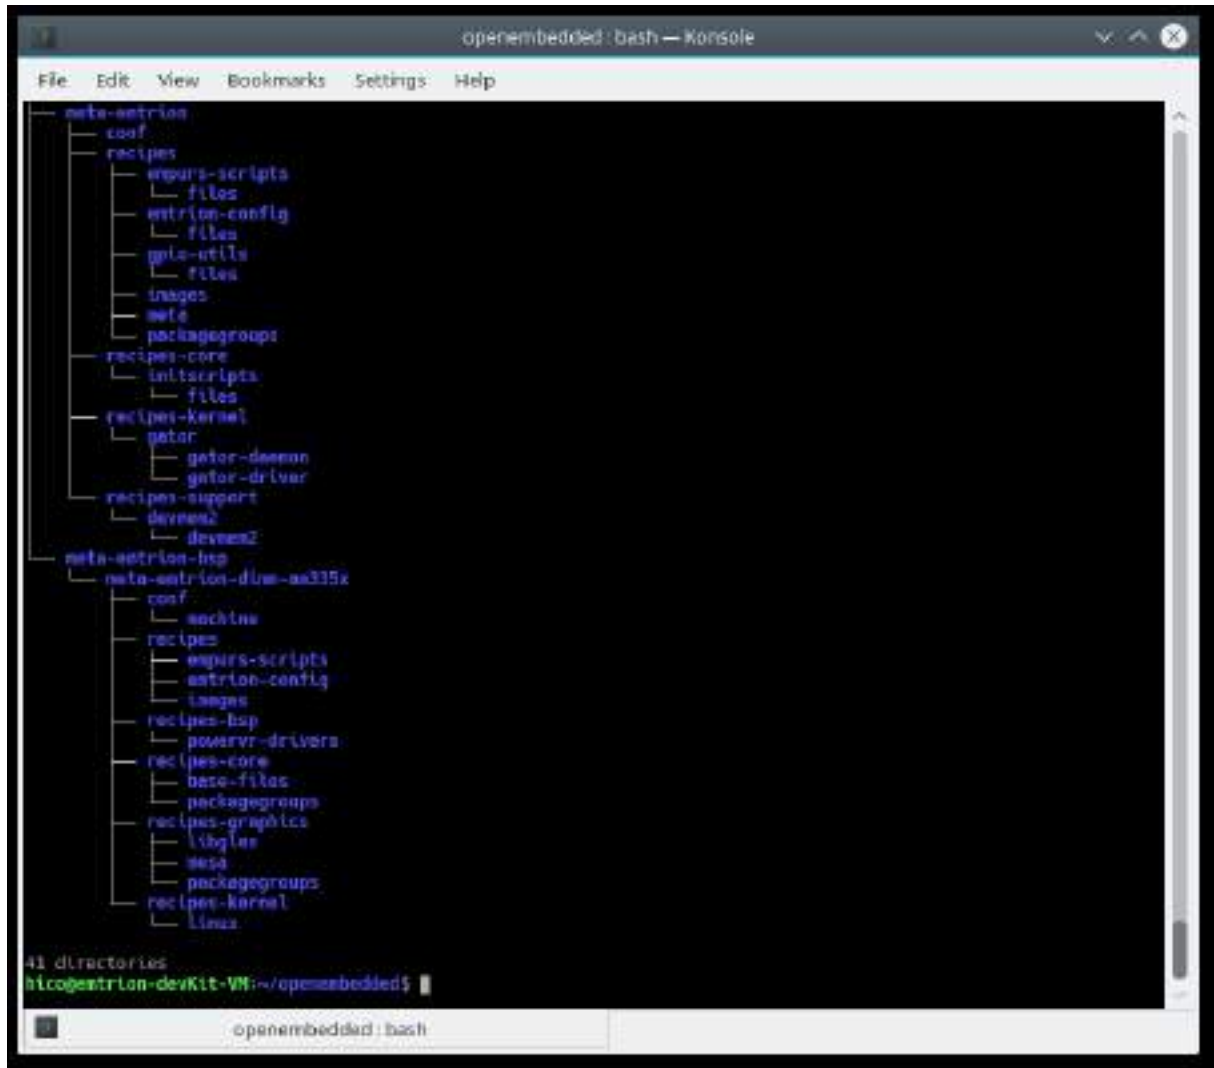 openembedded : bash — Konsole
File Edit View Bookmarks Settings Help
├── meta-emtrion
│   ├── conf
│   ├── recipes
│   │   ├── empurs-scripts
│   │   │   └── files
│   │   ├── emtrion-config
│   │   │   └── files
│   │   ├── gpio-utils
│   │   │   └── files
│   │   ├── images
│   │   ├── meta
│   │   └── packagegroups
│   ├── recipes-core
│   │   └── initscripts
│   │       └── files
│   ├── recipes-kernel
│   │   └── gator
│   │       ├── gator-daemon
│   │       └── gator-driver
│   └── recipes-support
│       └── devmem2
│           └── devmem2
└── meta-emtrion-bsp
    └── meta-emtrion-dimm-am335x
        ├── conf
        │   └── machine
        ├── recipes
        │   ├── empurs-scripts
        │   ├── emtrion-config
        │   └── images
        ├── recipes-bsp
        │   └── powervr-drivers
        ├── recipes-core
        │   ├── base-files
        │   └── packagegroups
        ├── recipes-graphics
        │   ├── libgles
        │   ├── mesa
        │   └── packagegroups
        └── recipes-kernel
            └── linux
41 directories
hico@emtrion-devKit-VM:~/openembedded$
openembedded : bash